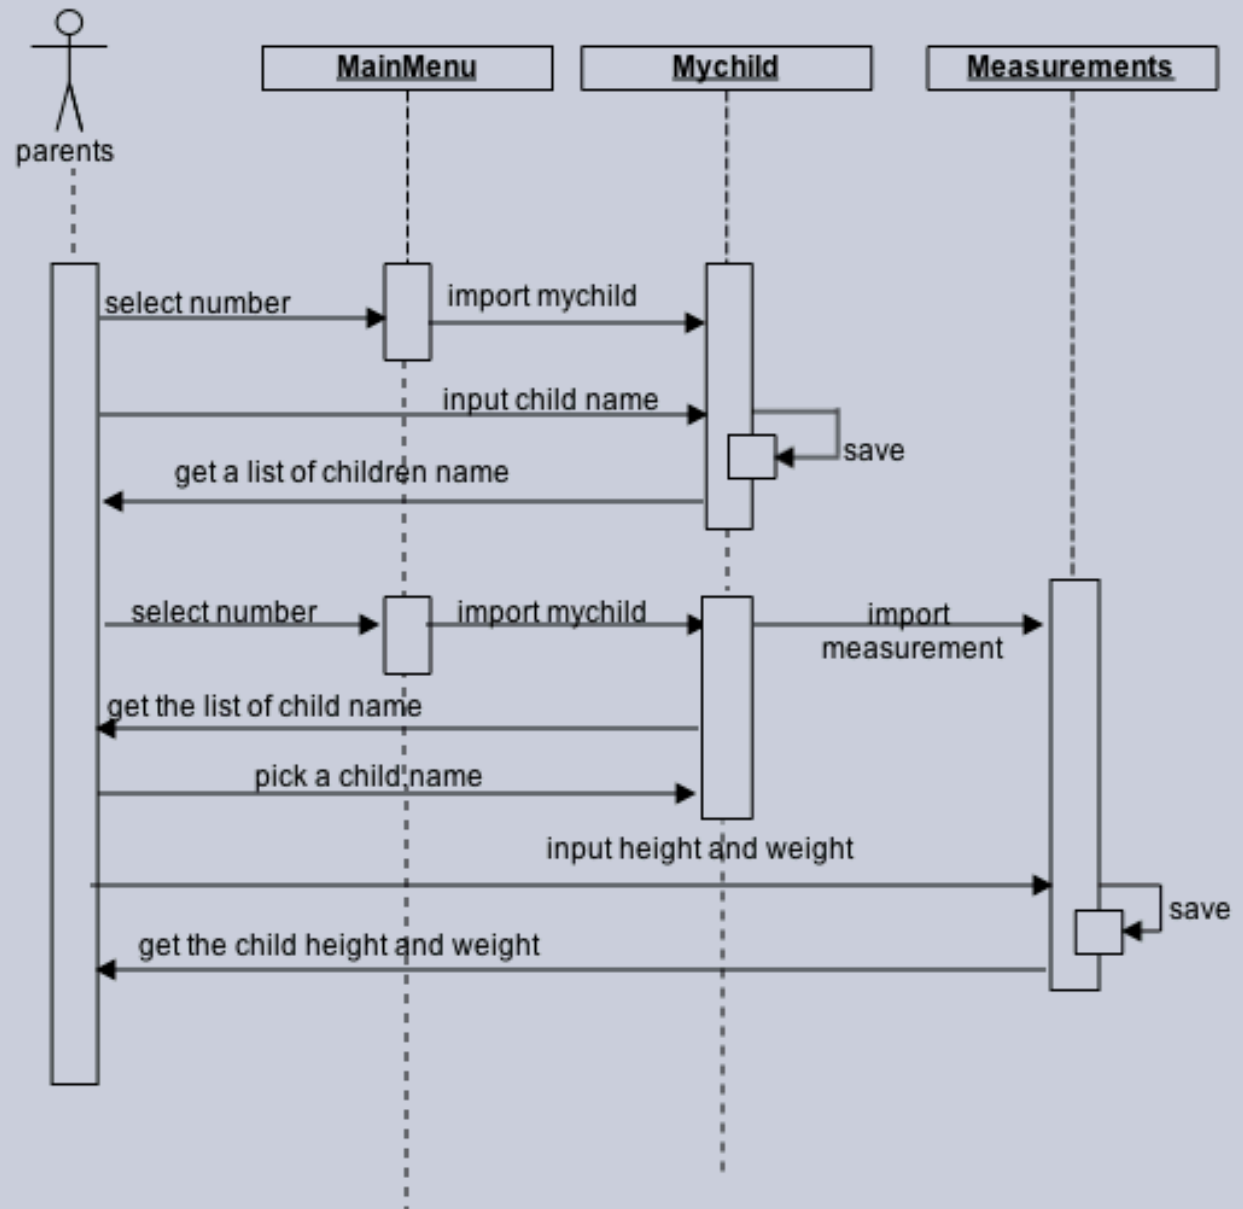 MainMenu
Mychild
Measurements
parents
select number
import mychild
input child name
save
get a list of children name
select number
import mychild
import
measurement
get the list of child name
pick a child name
input height and weight
save
get the child height and weight